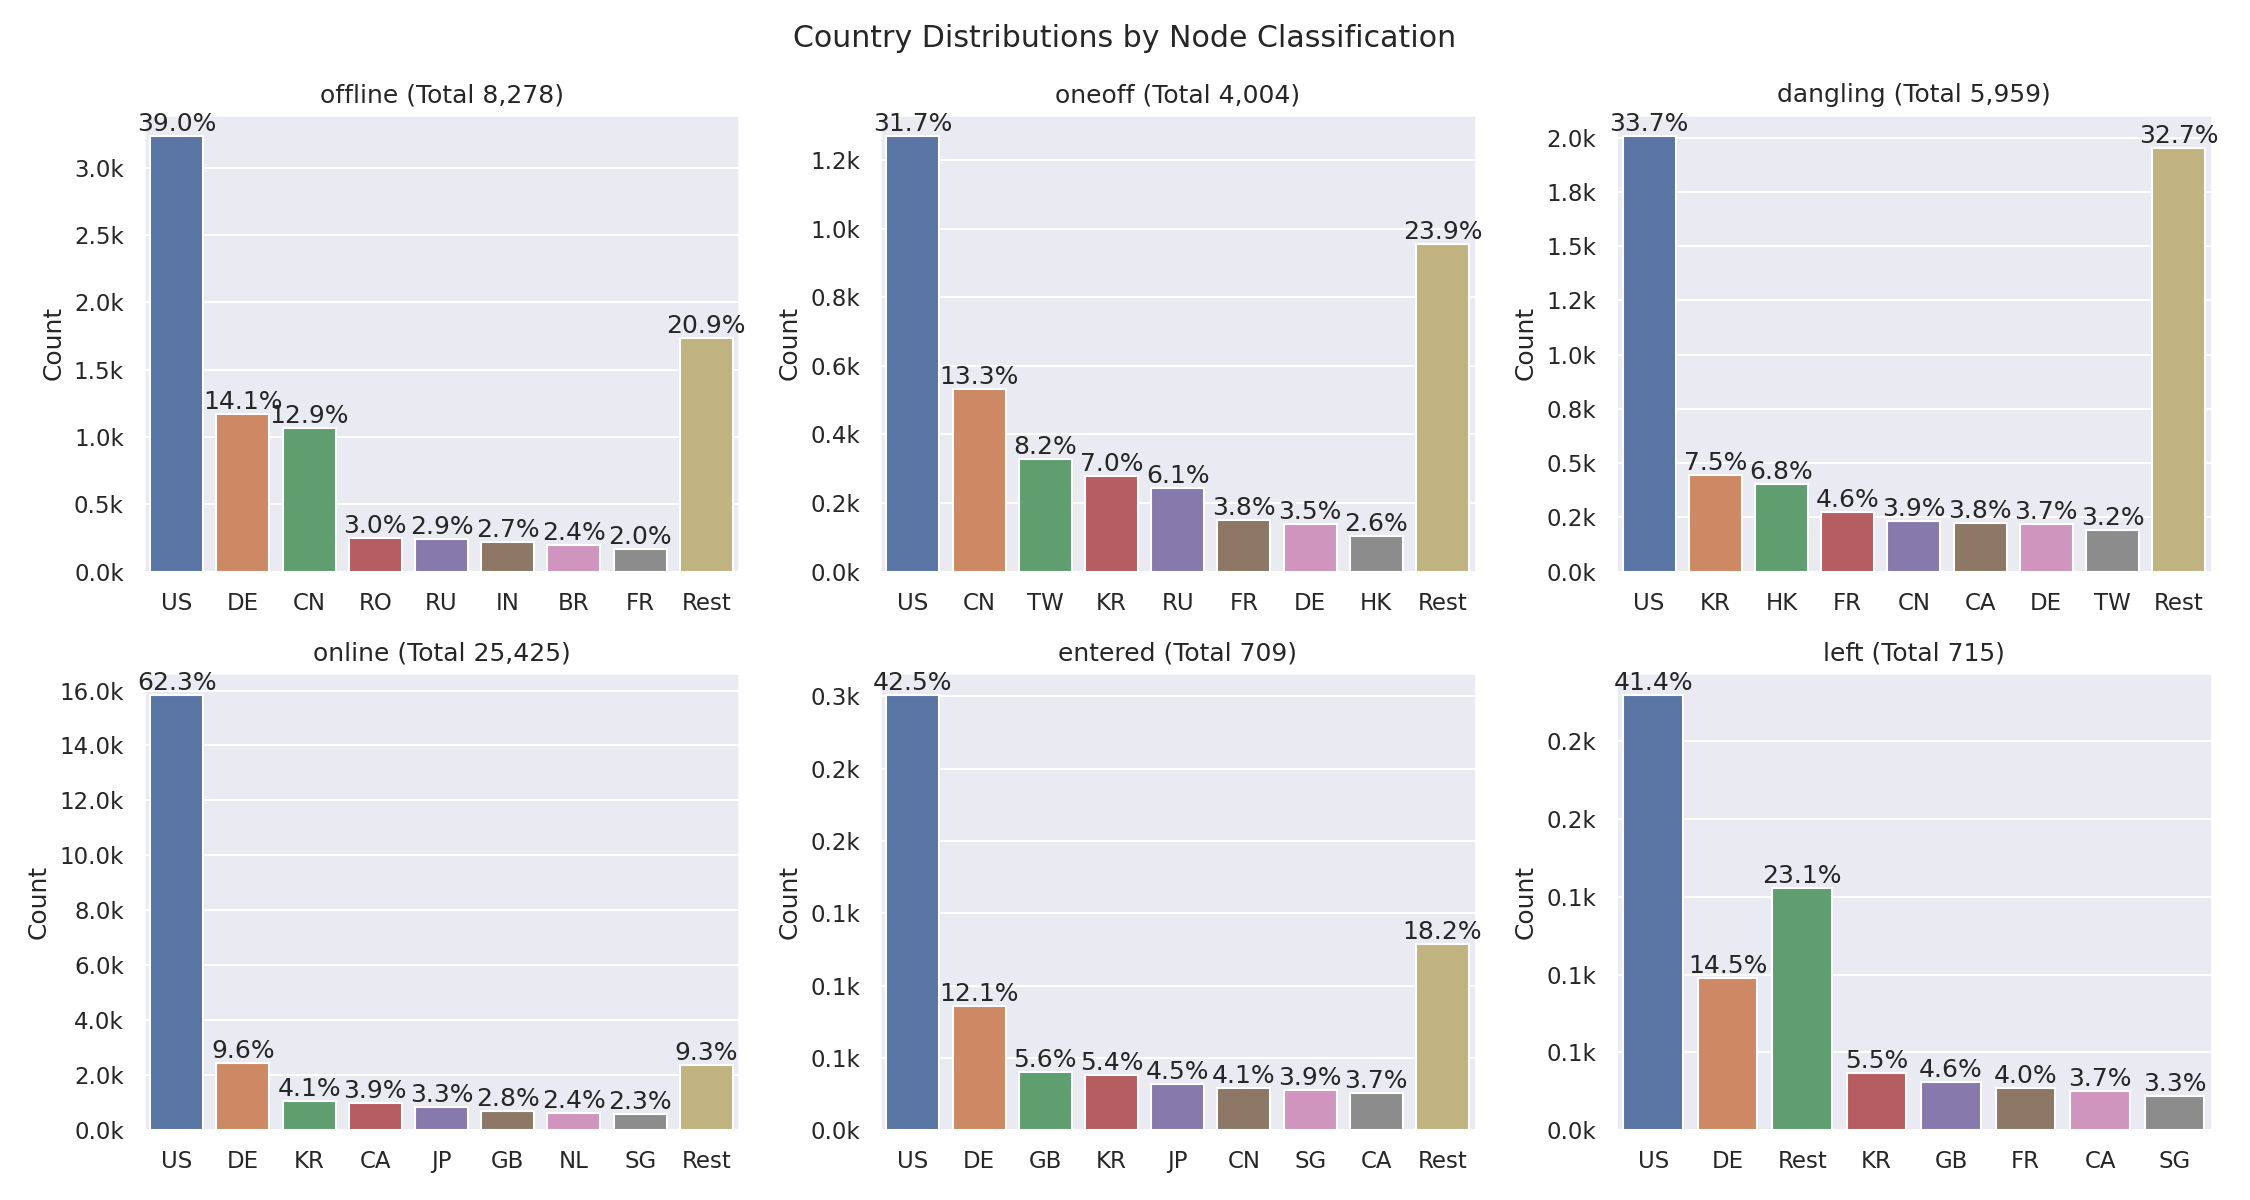 Country Distributions by Node Classification
offline (Total 8,278)
39.0%
14.1%
12.9%
3.0%
2.9%
2.7%
2.4%
2.0%
20.9%
3.0k
2.5k
2.0k
1.5k
1.0k
0.5k
0.0k
Count
US DE CN RO RU IN BR FR Rest
oneoff (Total 4,004)
31.7%
13.3%
8.2%
7.0%
6.1%
3.8%
3.5%
2.6%
23.9%
1.2k
1.0k
0.8k
0.6k
0.4k
0.2k
0.0k
Count
US CN TW KR RU FR DE HK Rest
dangling (Total 5,959)
33.7%
7.5%
6.8%
4.6%
3.9%
3.8%
3.7%
3.2%
32.7%
2.0k
1.8k
1.5k
1.2k
1.0k
0.8k
0.5k
0.2k
0.0k
Count
US KR HK FR CN CA DE TW Rest
online (Total 25,425)
62.3%
9.6%
4.1%
3.9%
3.3%
2.8%
2.4%
2.3%
9.3%
16.0k
14.0k
12.0k
10.0k
8.0k
6.0k
4.0k
2.0k
0.0k
Count
US DE KR CA JP GB NL SG Rest
entered (Total 709)
42.5%
12.1%
5.6%
5.4%
4.5%
4.1%
3.9%
3.7%
18.2%
0.3k
0.2k
0.2k
0.1k
0.1k
0.1k
0.0k
Count
US DE GB KR JP CN SG CA Rest
left (Total 715)
41.4%
14.5%
23.1%
5.5%
4.6%
4.0%
3.7%
3.3%
0.2k
0.2k
0.1k
0.1k
0.1k
0.0k
Count
US DE Rest KR GB FR CA SG